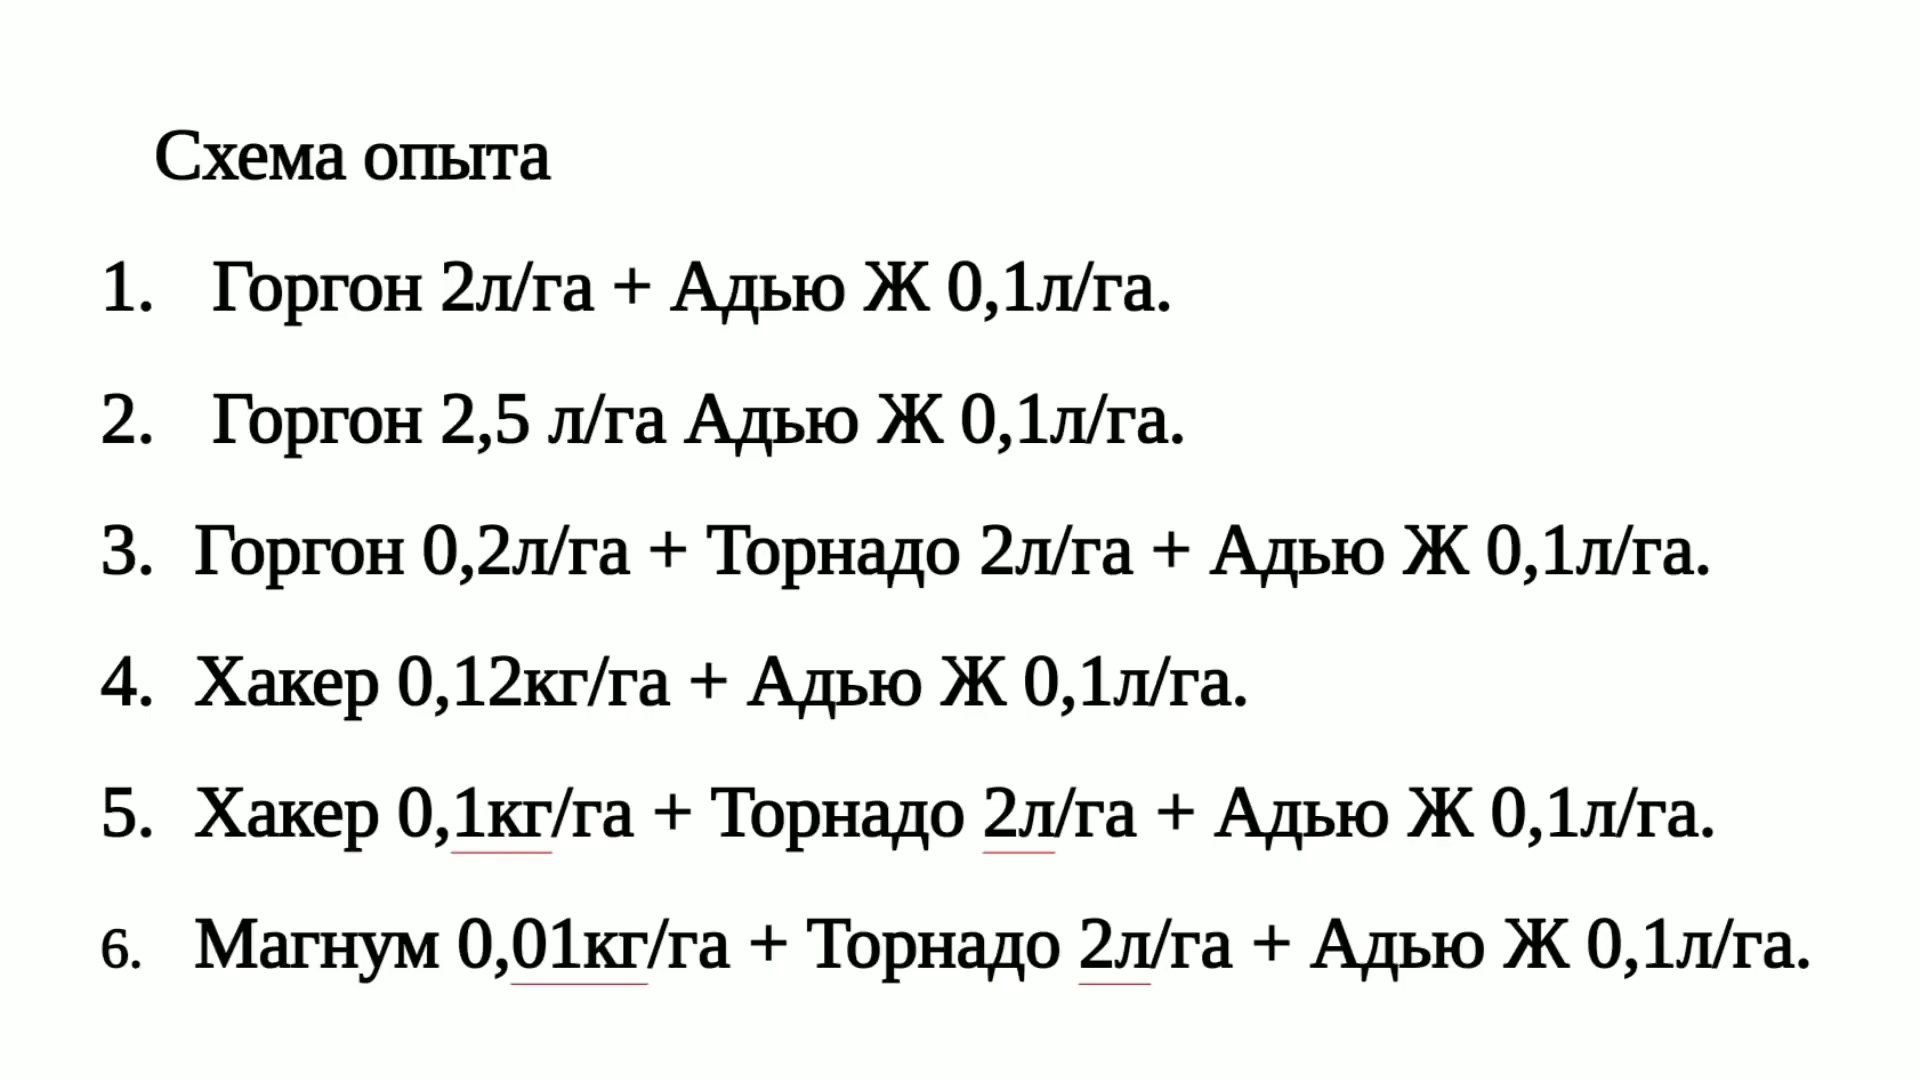 Схема опыта
1. Горгон 2л/га + Адью Ж 0,1л/га.
2. Горгон 2,5 л/га Адью Ж 0,1л/га.
3. Горгон 0,2л/га + Торнадо 2л/га + Адью Ж 0,1л/га.
4. Хакер 0,12кг/га + Адью Ж 0,1л/га.
5. Хакер 0,1кг/га + Торнадо 2л/га + Адью Ж 0,1л/га.
6. Магнум 0,01кг/га + Торнадо 2л/га + Адью Ж 0,1л/га.